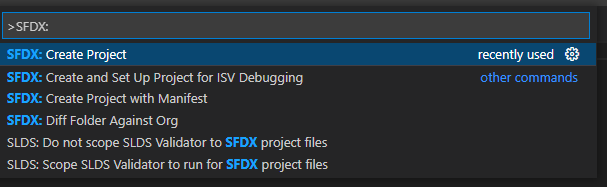 >SFDX:
SFDX: Create Project recently used
SFDX: Create and Set Up Project for ISV Debugging other commands
SFDX: Create Project with Manifest
SFDX: Diff Folder Against Org
SLDS: Do not scope SLDS Validator to SFDX project files
SLDS: Scope SLDS Validator to run for SFDX project files